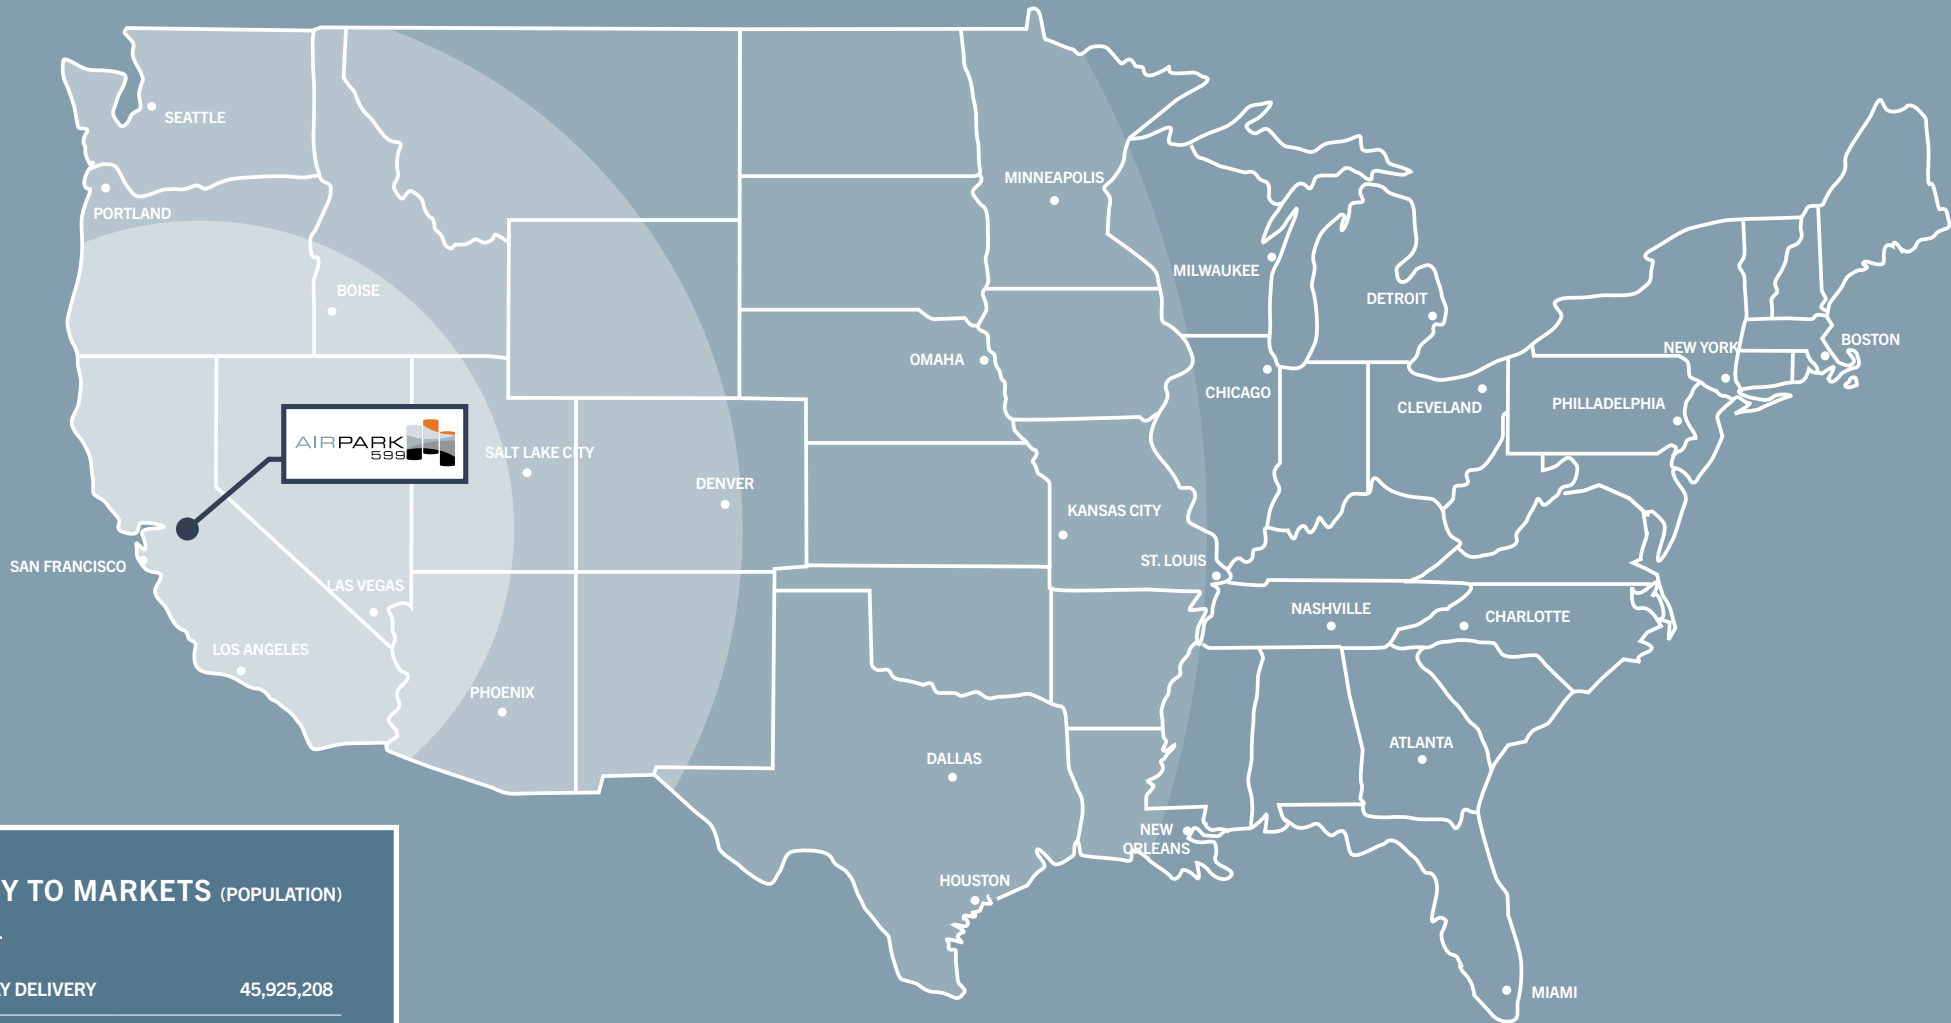 SEATTLE
PORTLAND
BOISE
MINNEAPOLIS
MILWAUKEE
DETROIT
OMAHA
CHICAGO
CLEVELAND
NEW YORK
BOSTON
PHILLADELPHIA
AIRPARK
599
SALT LAKE CITY
DENVER
KANSAS CITY
ST. LOUIS
SAN FRANCISCO
LAS VEGAS
NASHVILLE
CHARLOTTE
LOS ANGELES
PHOENIX
DALLAS
ATLANTA
NEW
ORLEANS
HOUSTON
MIAMI
Y TO MARKETS (POPULATION)
Y DELIVERY 45,925,208